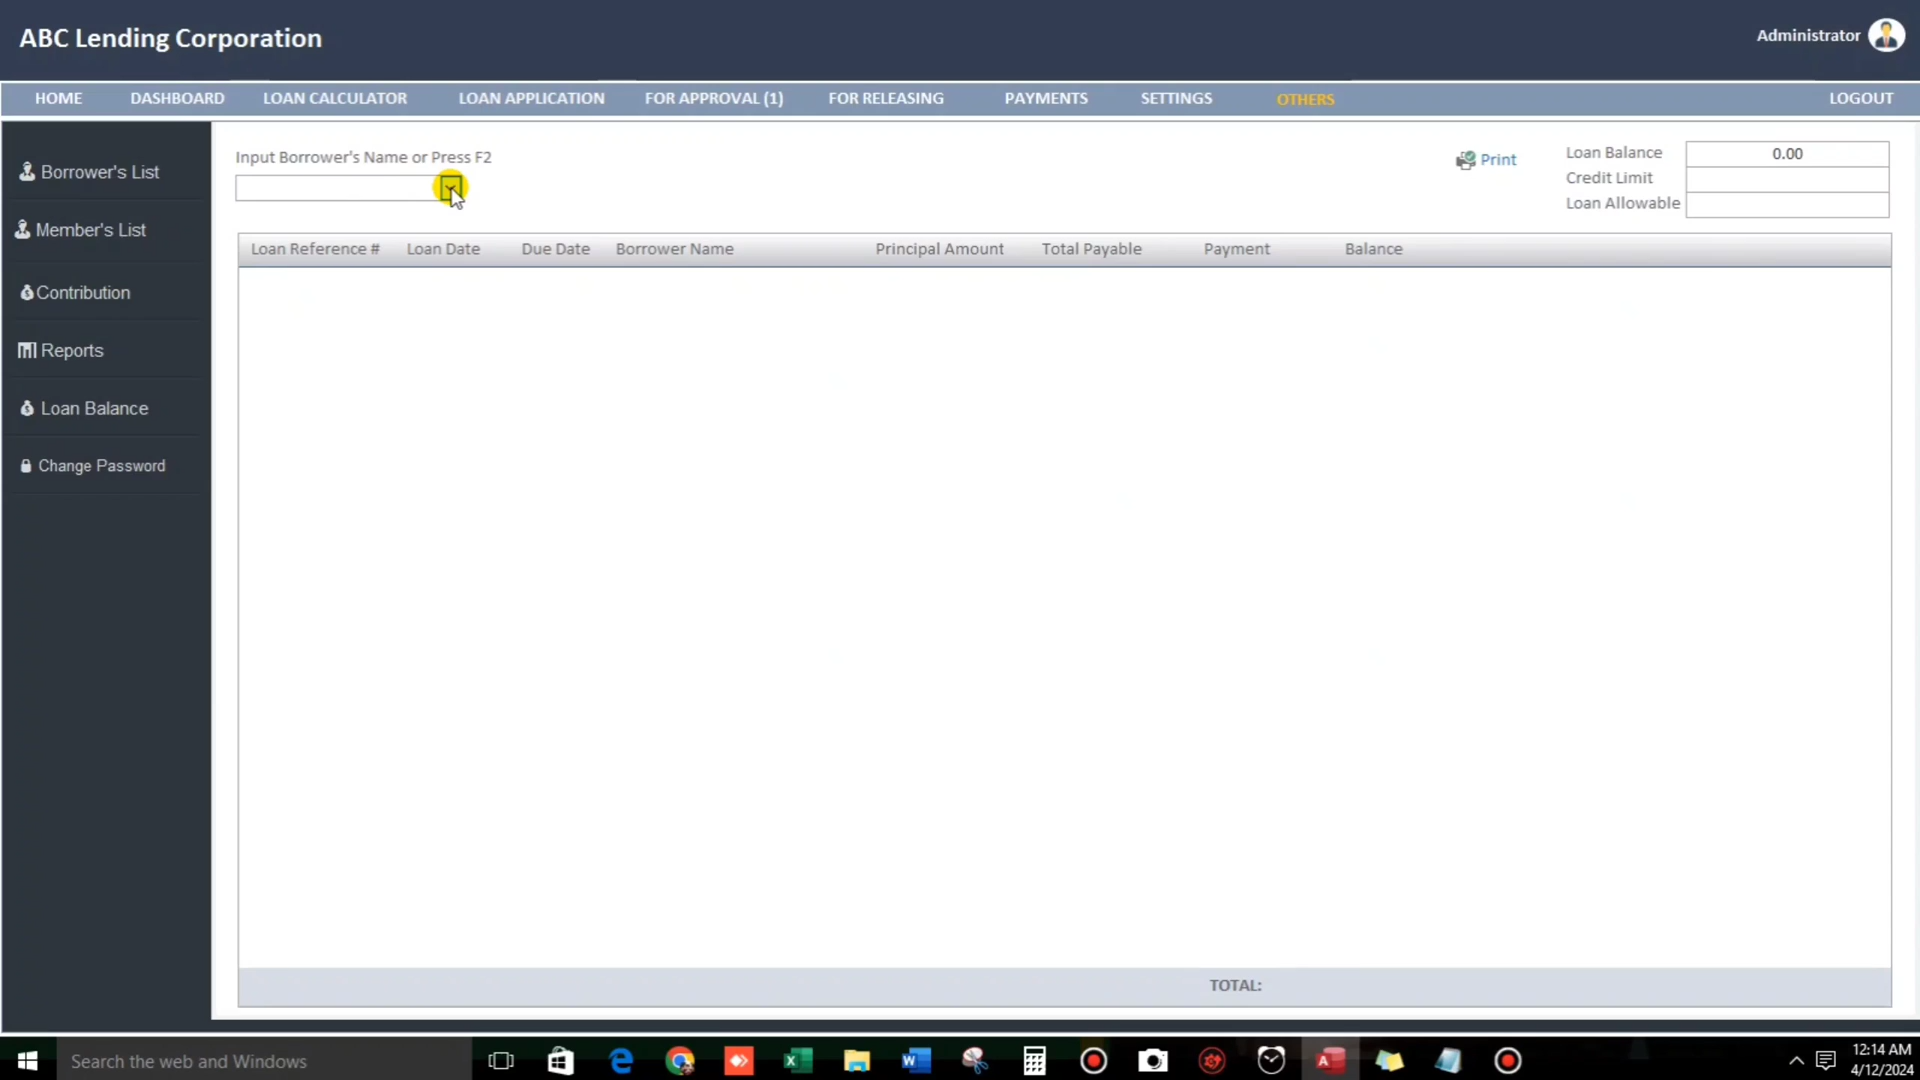 ABC Lending Corporation
Administrator
HOME DASHBOARD LOAN CALCULATOR LOAN APPLICATION FOR APPROVAL (1) FOR RELEASING PAYMENTS SETTINGS OTHERS LOGOUT
Borrower's List
Member's List
Contribution
Reports
Loan Balance
Change Password
Input Borrower's Name or Press F2
Print
Loan Balance 0.00
Credit Limit
Loan Allowable
Loan Reference # Loan Date Due Date Borrower Name Principal Amount Total Payable Payment Balance
TOTAL:
Search the web and Windows
12:14 AM
4/12/2024